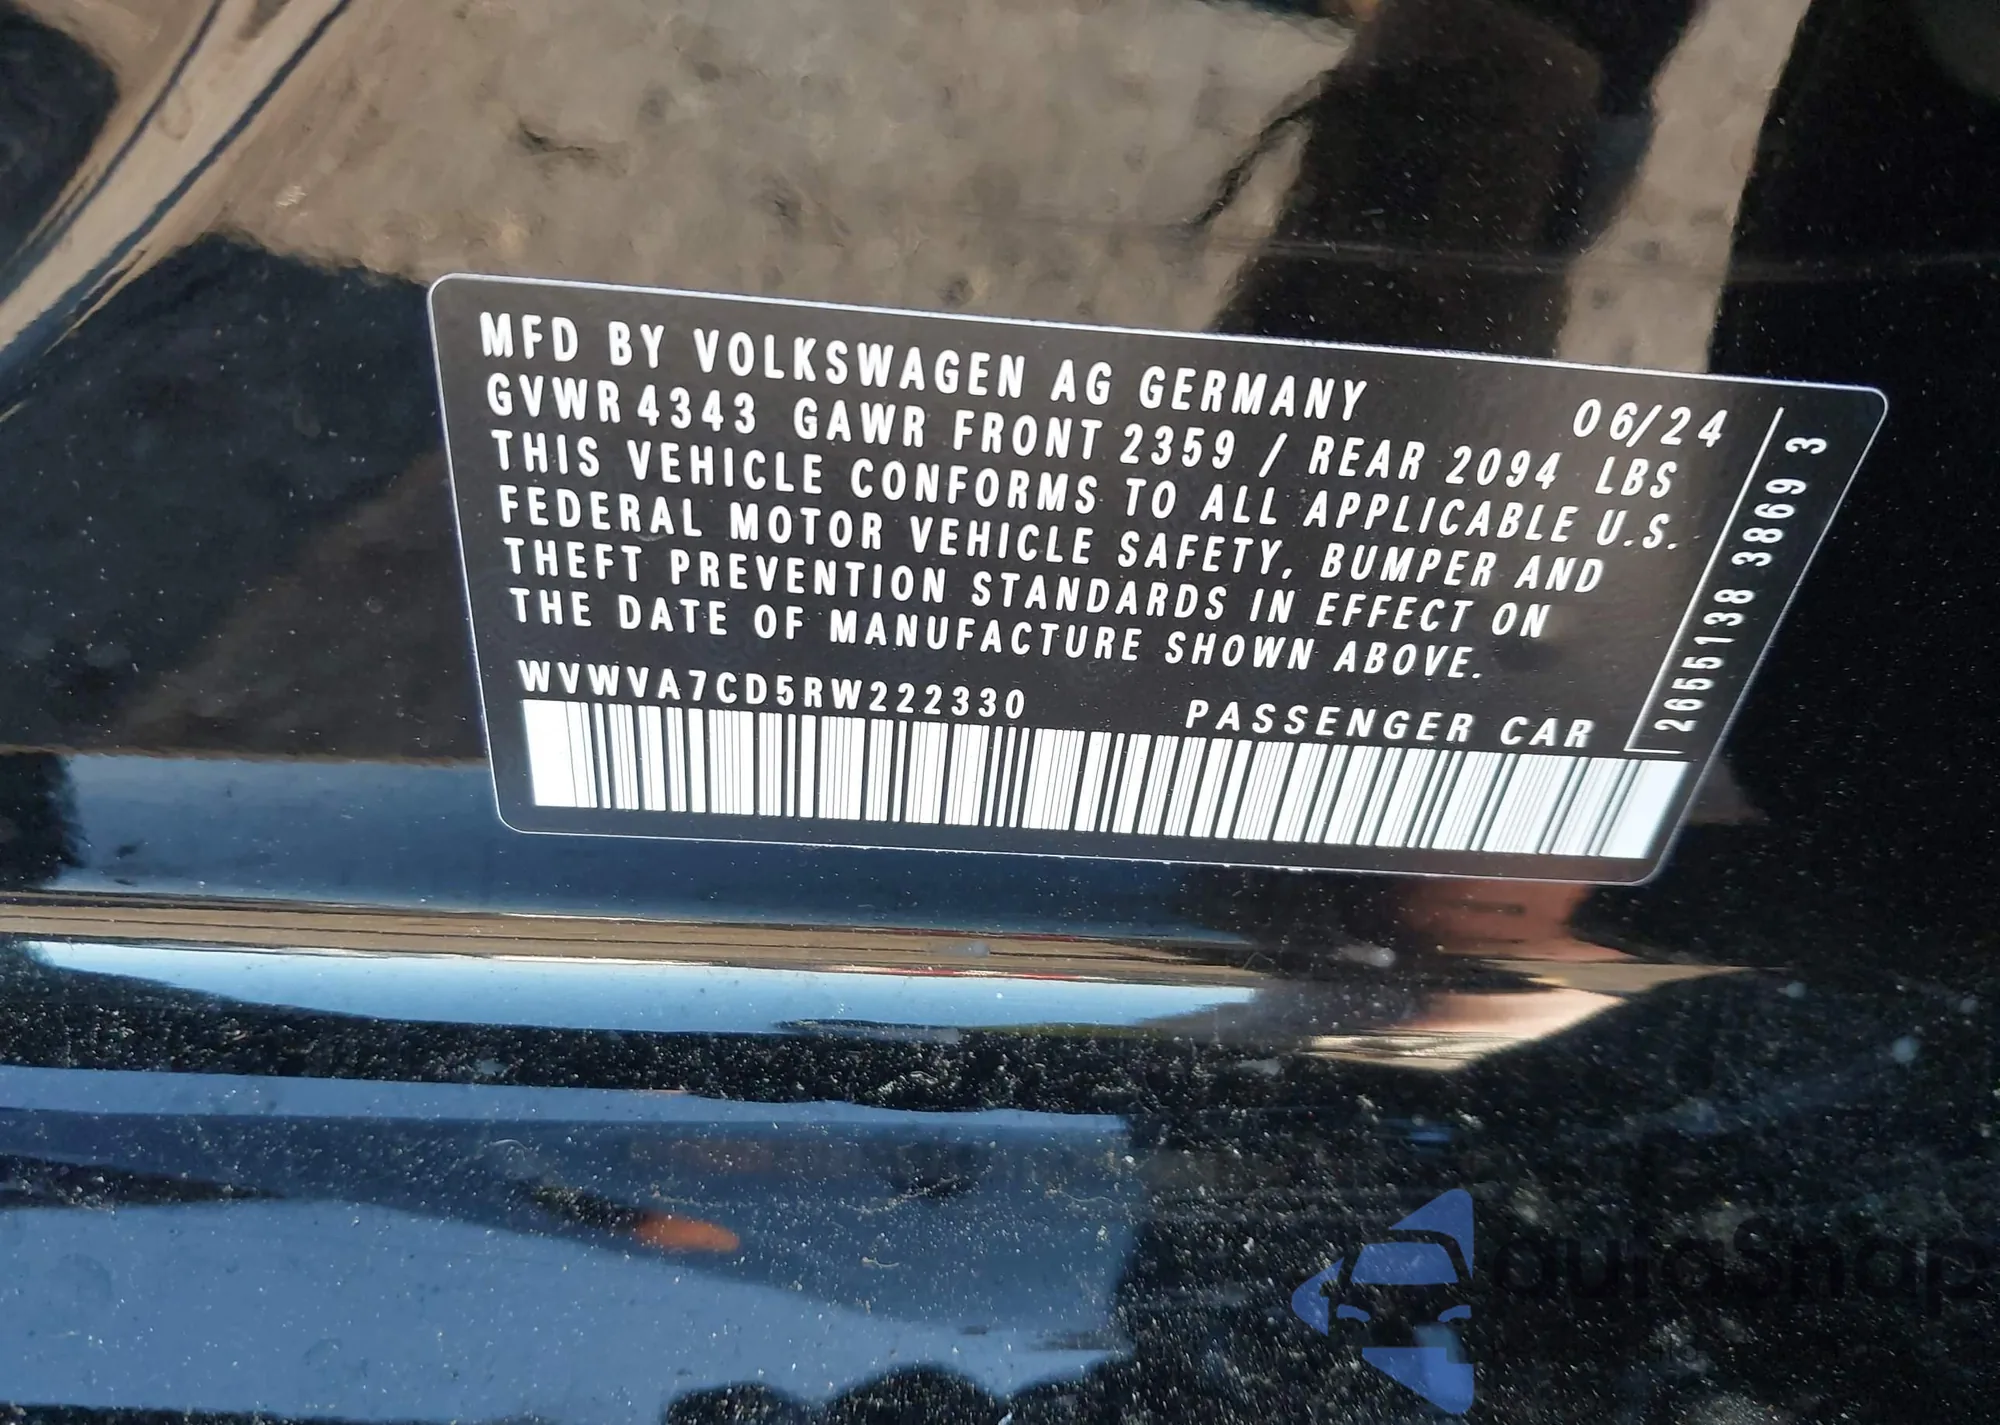 MFD BY VOLKSWAGEN AG GERMANY
06/24
GVWR 4343 GAWR FRONT 2359 / REAR 2094 LBS
THIS VEHICLE CONFORMS TO ALL APPLICABLE U.S.
FEDERAL MOTOR VEHICLE SAFETY, BUMPER AND
THEFT PREVENTION STANDARDS IN EFFECT ON
THE DATE OF MANUFACTURE SHOWN ABOVE.
WVWVA7CD5RW222330
PASSENGER CAR
2655138 3869 3
autoSnap